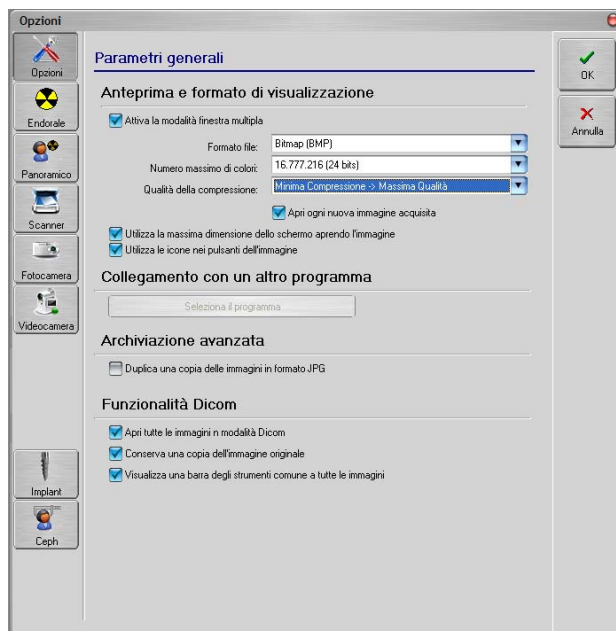 Opzioni
Opzioni
Endorale
Panoramico
Scanner
Fotocamera
Videocamera
Implant
Ceph
Parametri generali
Anteprima e formato di visualizzazione
Attiva la modalità finestra multipla
Formato file: Bitmap (BMP)
Numero massimo di colori: 16.777.216 (24 bits)
Qualità della compressione: Minima Compressione -> Massima Qualità
Apri ogni nuova immagine acquisita
Utilizza la massima dimensione dello schermo aprendo l'immagine
Utilizza le icone nei pulsanti dell'immagine
Collegamento con un altro programma
Seleziona il programma
Archiviazione avanzata
Duplica una copia delle immagini in formato JPG
Funzionalità Dicom
Apri tutte le immagini n modalità Dicom
Conserva una copia dell'immagine originale
Visualizza una barra degli strumenti comune a tutte le immagini
OK
Annulla